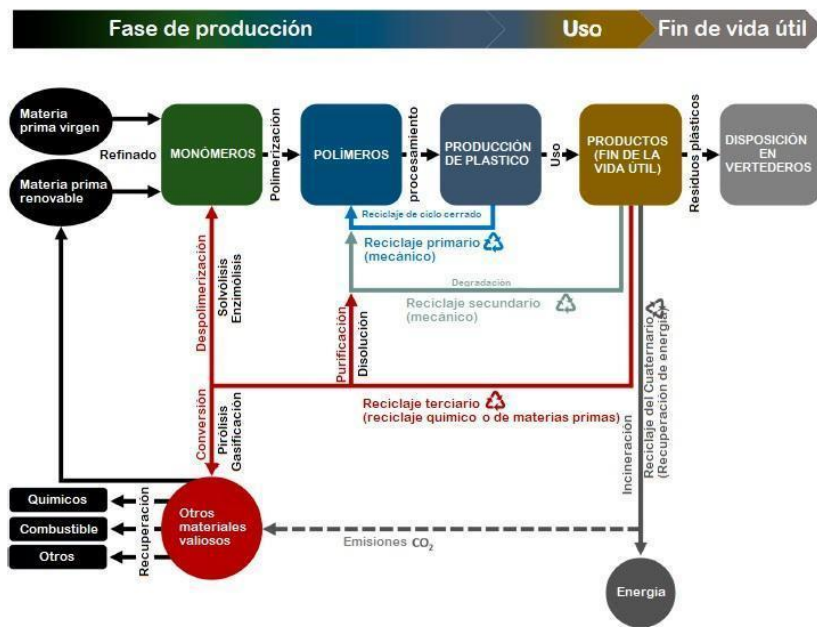 Fase de producción
Uso
Fin de vida útil
Materia
prima virgen
Refinado
Materia prima
renovable
MONÓMEROS
Polimerización
POLÍMEROS
procesamiento
PRODUCCIÓN
DE PLASTICO
Uso
PRODUCTOS
(FIN DE LA
VIDA ÚTIL)
Residuos plásticos
DISPOSICIÓN
EN
VERTEDEROS
Reciclaje de ciclo cerrado
Reciclaje primario
(mecánico)
Degradación
Reciclaje secundario
(mecánico)
Despolimerización
Solvólisis
Enzimólisis
Purificación
Disolución
Reciclaje terciario
(reciclaje quimico o de materias primas)
Conversión
Pirólisis
Gasificación
Incineración
Reciclaje del Cuaternario
(Recuperación de energía)
Químicos
Combustible
Otros
Recuperación
Otros
materiales
valiosos
Emisiones CO₂
Energia